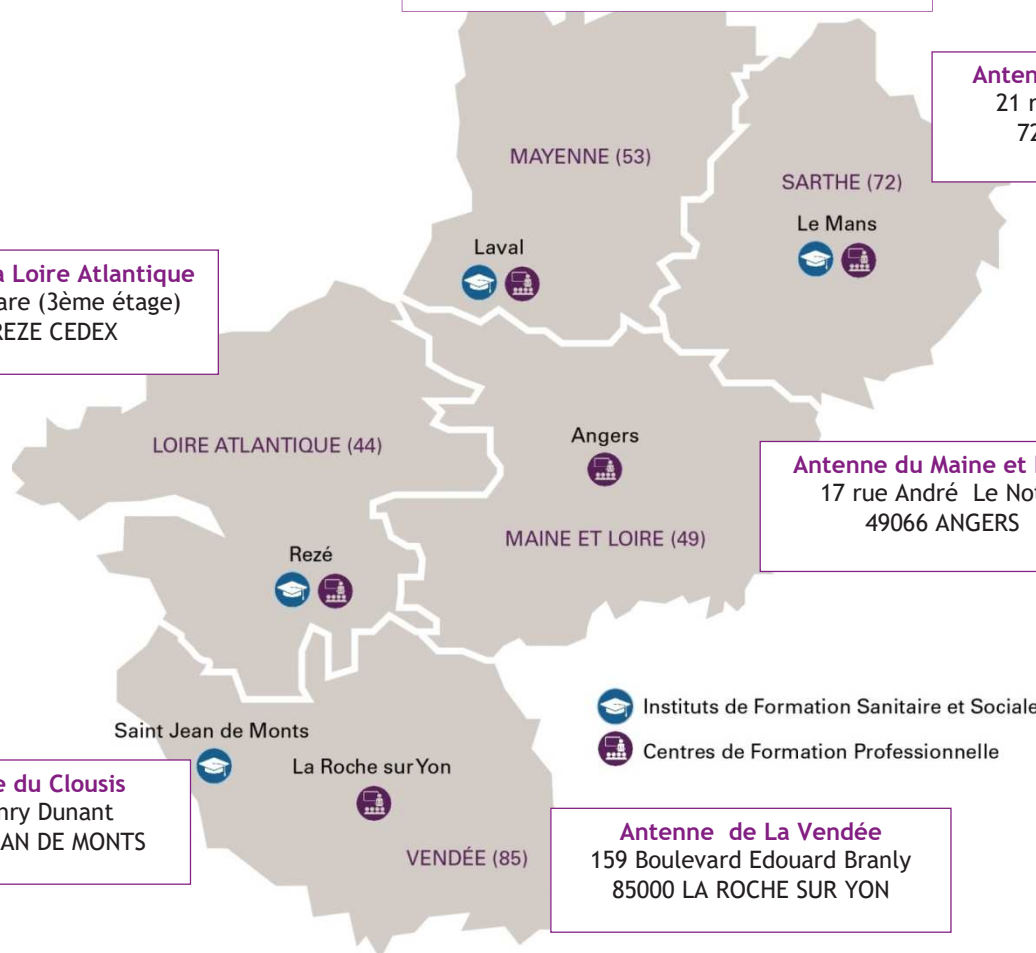 Anten
21 r
72
MAYENNE (53)
SARTHE (72)
Le Mans
Laval
a Loire Atlantique
are (3ème étage)
REZE CEDEX
LOIRE ATLANTIQUE (44)
Angers
Antenne du Maine et
17 rue André Le No
49066 ANGERS
MAINE ET LOIRE (49)
Rezé
Instituts de Formation Sanitaire et Sociale
Centres de Formation Professionnelle
Saint Jean de Monts
La Roche sur Yon
e du Clousis
nry Dunant
AN DE MONTS
VENDÉE (85)
Antenne de La Vendée
159 Boulevard Edouard Branly
85000 LA ROCHE SUR YON